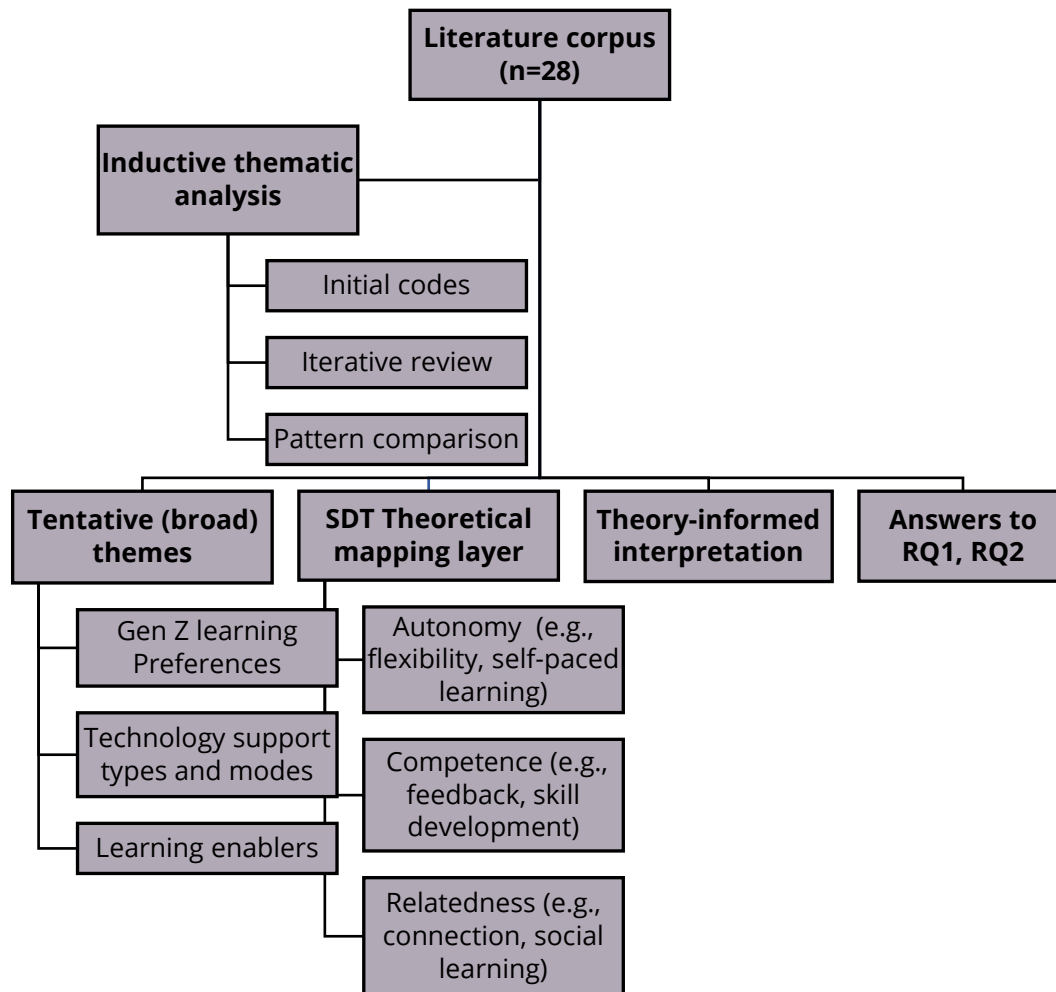 Literature corpus
(n=28)
Inductive thematic
analysis
Initial codes
Iterative review
Pattern comparison
Tentative (broad)
themes
Gen Z learning
Preferences
Technology support
types and modes
Learning enablers
SDT Theoretical
mapping layer
Autonomy (e.g.,
flexibility, self-paced
learning)
Competence (e.g.,
feedback, skill
development)
Relatedness (e.g.,
connection, social
learning)
Theory-informed
interpretation
Answers to
RQ1, RQ2